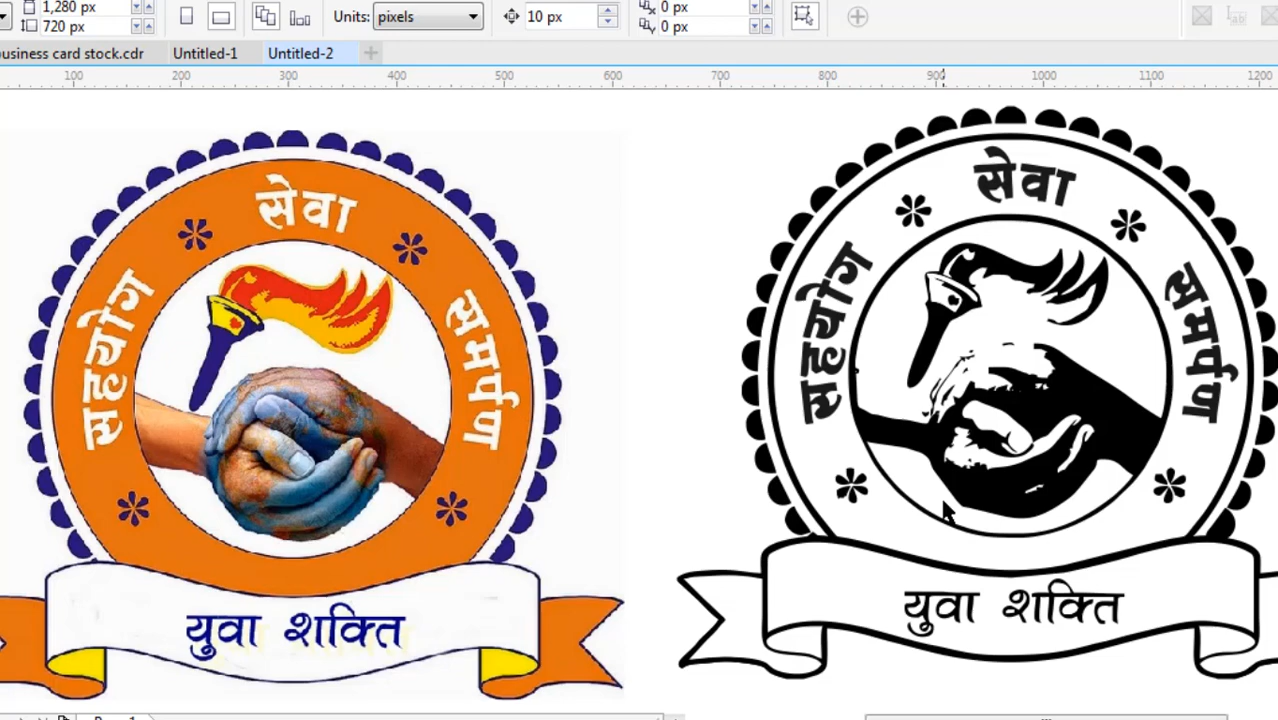 1,280 px
720 px
Units: pixels
10 px
0 px
0 px
usiness card stock.cdr
Untitled-1
Untitled-2
100 200 300 400 500 600 700 800 900 1000 1100 1200
सेवा
सहयोग
समर्पण
युवा शक्ति
सेवा
सहयोग
समर्पण
युवा शक्ति